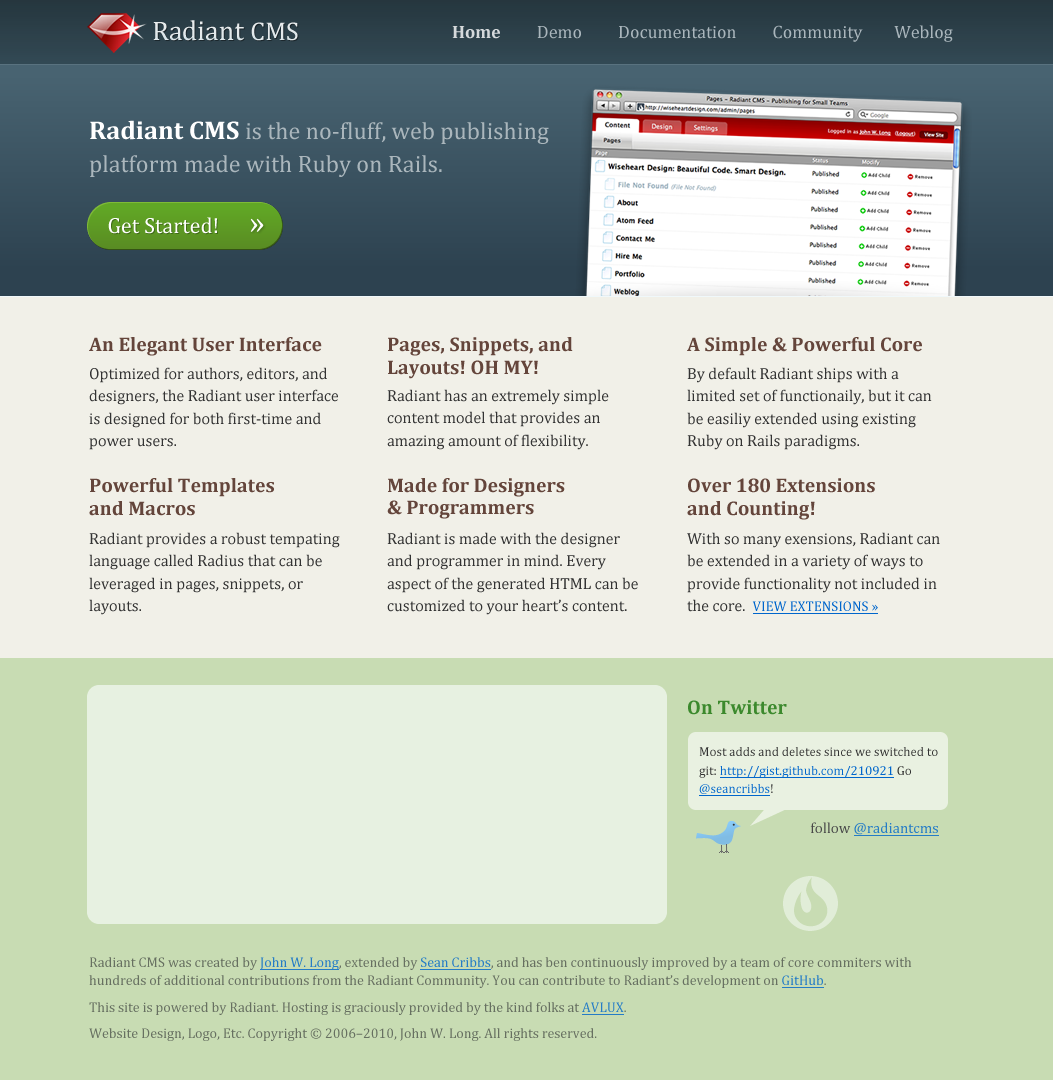 Radiant CMS
Home Demo Documentation Community Weblog
Radiant CMS is the no-fluff, web publishing
platform made with Ruby on Rails.
Get Started! »
Pages – Radiant CMS – Publishing for Small Teams
http://wiseheartdesign.com/admin/pages
Google
Content Design Settings
Logged in as John W. Long (Logout) View Site
Pages
Page Status Modify
Wiseheart Design: Beautiful Code. Smart Design. Published Add Child Remove
File Not Found (File Not Found) Published Add Child Remove
About Published Add Child Remove
Atom Feed Published Add Child Remove
Contact Me Published Add Child Remove
Hire Me Published Add Child Remove
Portfolio Published Add Child Remove
Weblog
An Elegant User Interface
Optimized for authors, editors, and
designers, the Radiant user interface
is designed for both first-time and
power users.
Pages, Snippets, and
Layouts! OH MY!
Radiant has an extremely simple
content model that provides an
amazing amount of flexibility.
A Simple & Powerful Core
By default Radiant ships with a
limited set of functionaily, but it can
be easiliy extended using existing
Ruby on Rails paradigms.
Powerful Templates
and Macros
Radiant provides a robust tempating
language called Radius that can be
leveraged in pages, snippets, or
layouts.
Made for Designers
& Programmers
Radiant is made with the designer
and programmer in mind. Every
aspect of the generated HTML can be
customized to your heart's content.
Over 180 Extensions
and Counting!
With so many exensions, Radiant can
be extended in a variety of ways to
provide functionality not included in
the core. VIEW EXTENSIONS »
On Twitter
Most adds and deletes since we switched to
git: http://gist.github.com/210921 Go
@seancribbs!
follow @radiantcms
Radiant CMS was created by John W. Long, extended by Sean Cribbs, and has ben continuously improved by a team of core commiters with
hundreds of additional contributions from the Radiant Community. You can contribute to Radiant's development on GitHub.
This site is powered by Radiant. Hosting is graciously provided by the kind folks at AVLUX.
Website Design, Logo, Etc. Copyright © 2006–2010, John W. Long. All rights reserved.